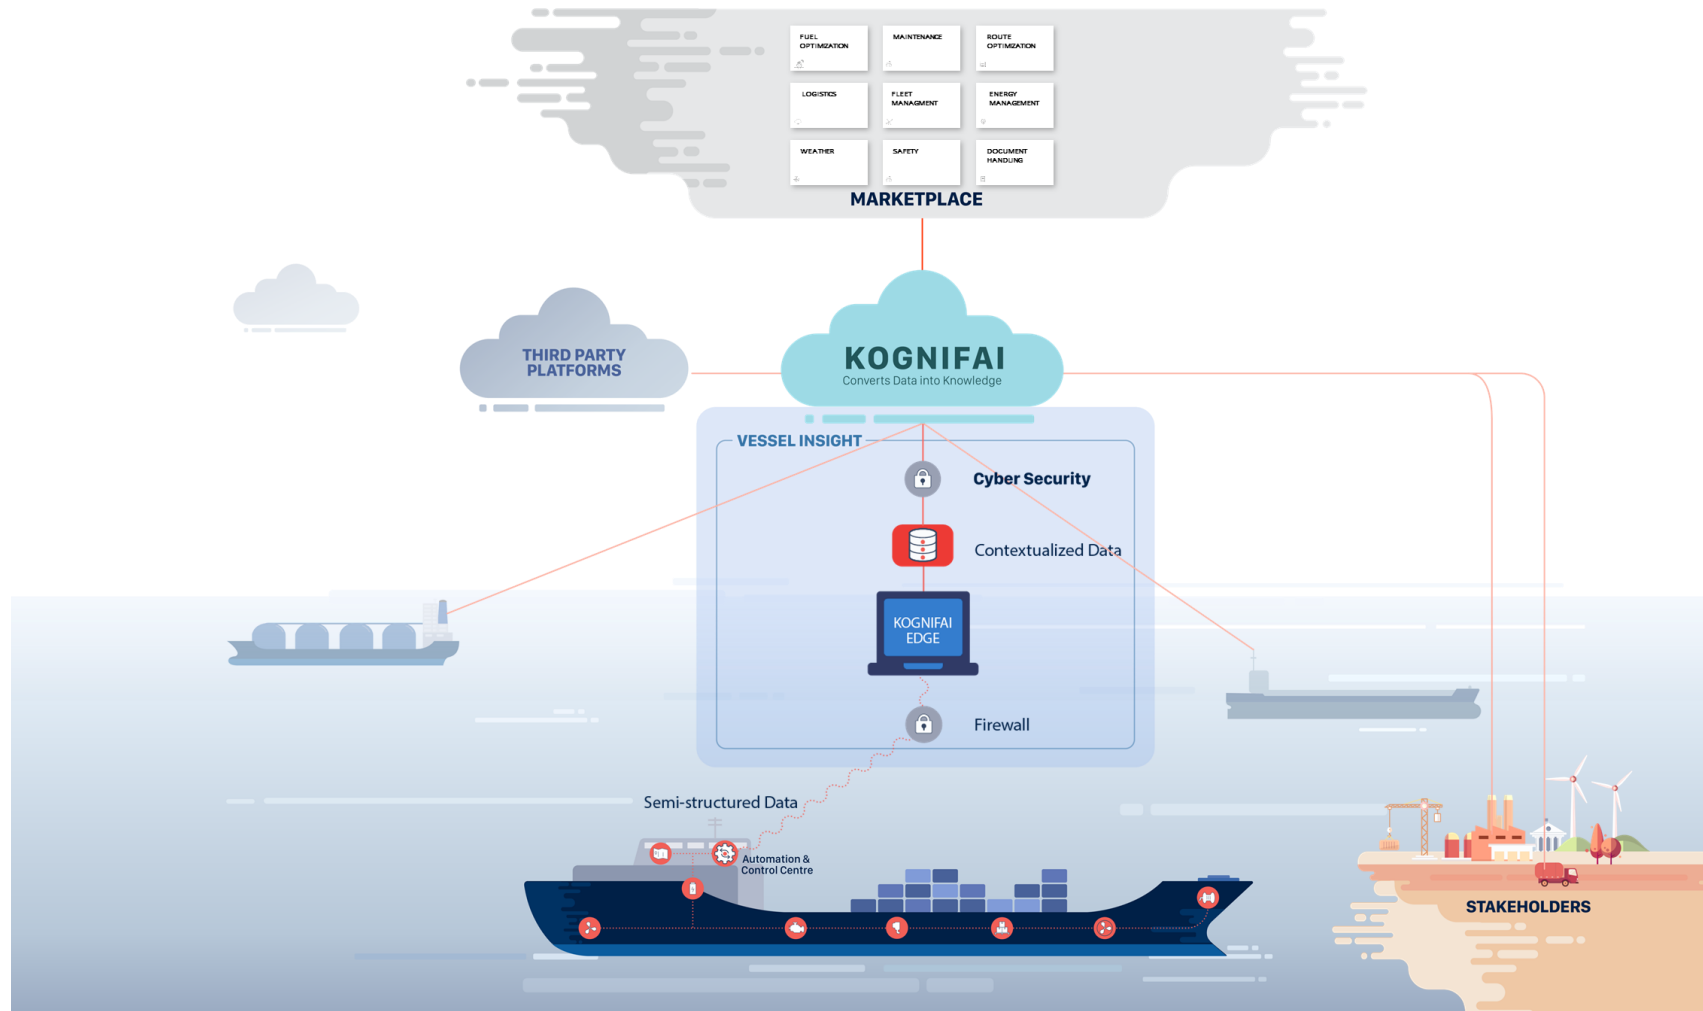 FUEL
OPTIMIZATION
MAINTENANCE
ROUTE
OPTIMIZATION
LOGISTICS
FLEET
MANAGMENT
ENERGY
MANAGEMENT
WEATHER
SAFETY
DOCUMENT
HANDLING
MARKETPLACE
THIRD PARTY
PLATFORMS
KOGNIFAI
Converts Data into Knowledge
VESSEL INSIGHT
Cyber Security
Contextualized Data
KOGNIFAI
EDGE
Firewall
Semi-structured Data
Automation &
Control Centre
STAKEHOLDERS